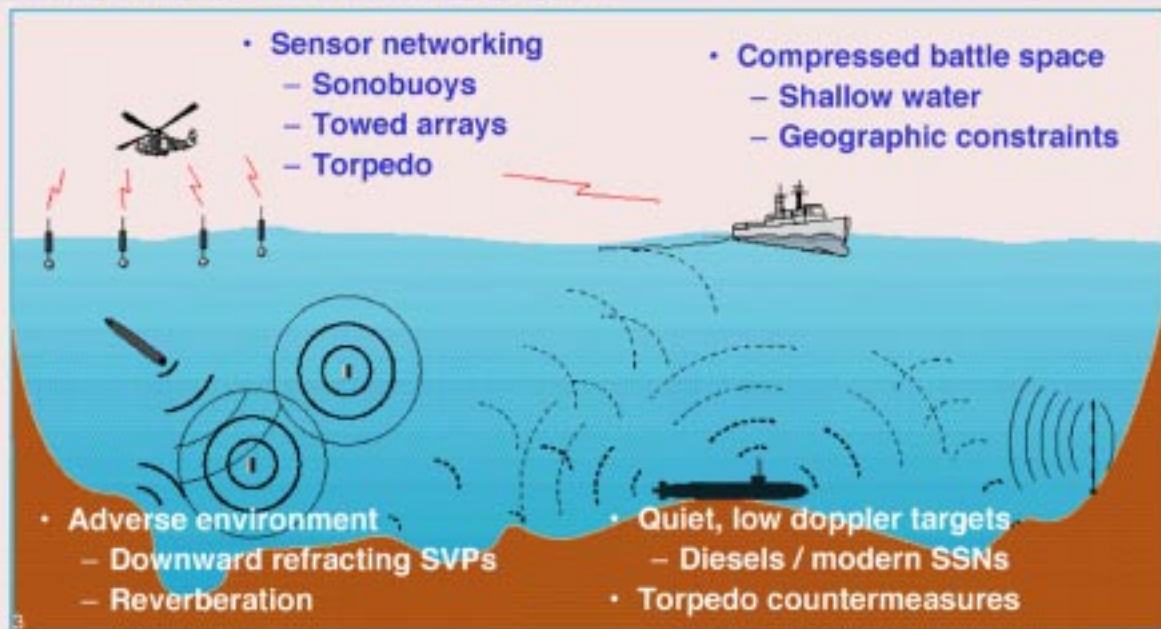 • Sensor networking
– Sonobuoys
– Towed arrays
– Torpedo
• Compressed battle space
– Shallow water
– Geographic constraints
• Adverse environment
– Downward refracting SVPs
– Reverberation
• Quiet, low doppler targets
– Diesels / modern SSNs
• Torpedo countermeasures
3